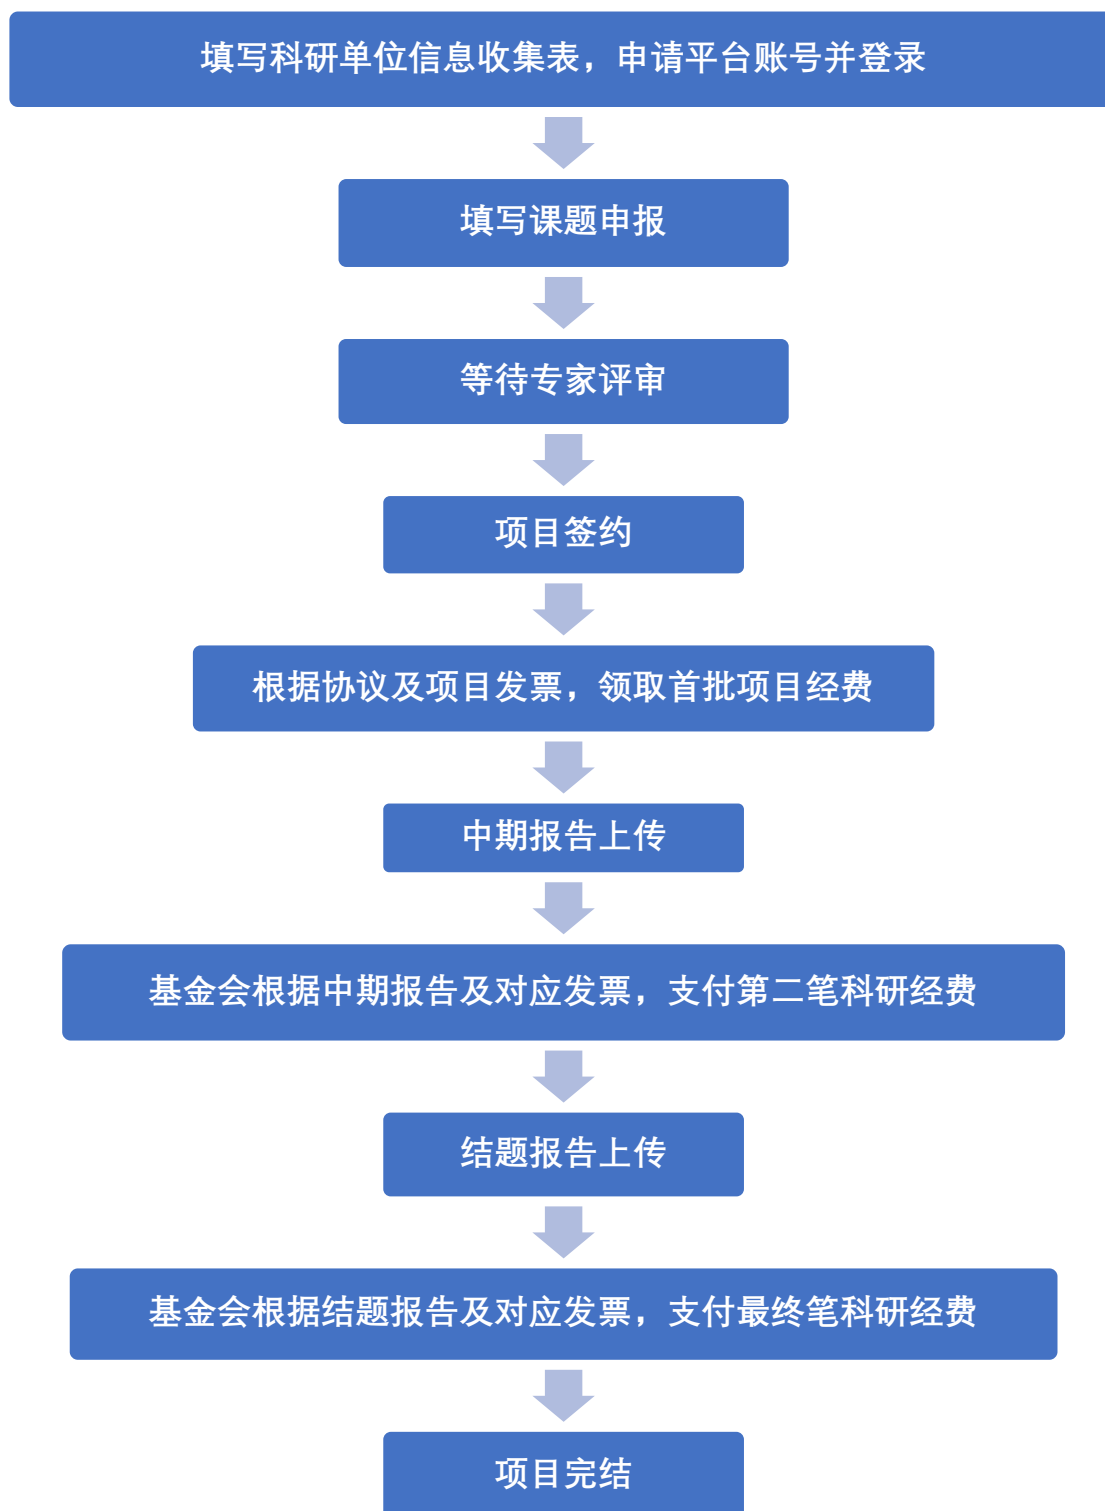 填写科研单位信息收集表，申请平台账号并登录
填写课题申报
等待专家评审
项目签约
根据协议及项目发票，领取首批项目经费
中期报告上传
基金会根据中期报告及对应发票，支付第二笔科研经费
结题报告上传
基金会根据结题报告及对应发票，支付最终笔科研经费
项目完结